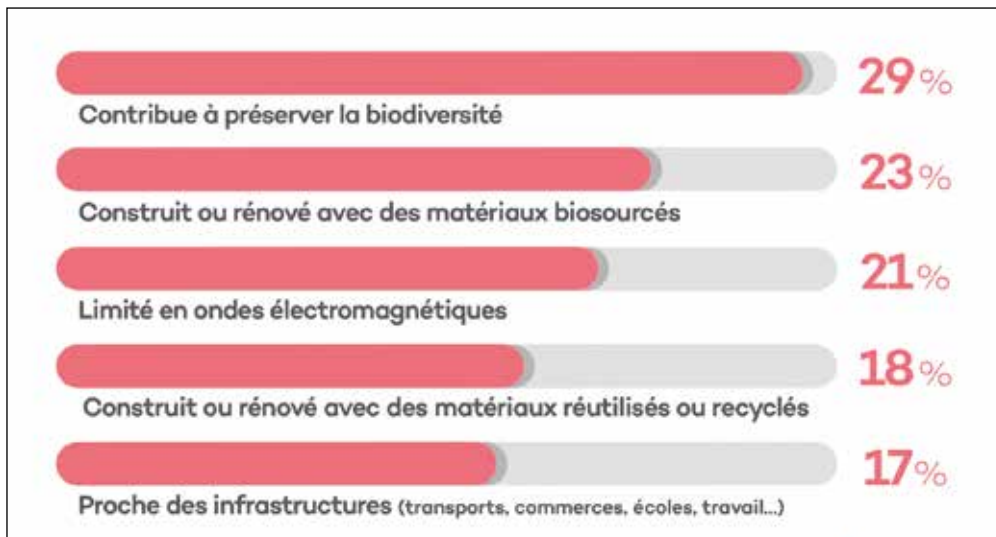 29%
Contribue à préserver la biodiversité
23%
Construit ou rénové avec des matériaux biosourcés
21%
Limité en ondes électromagnétiques
18%
Construit ou rénové avec des matériaux réutilisés ou recyclés
17%
Proche des infrastructures (transports, commerces, écoles, travail...)